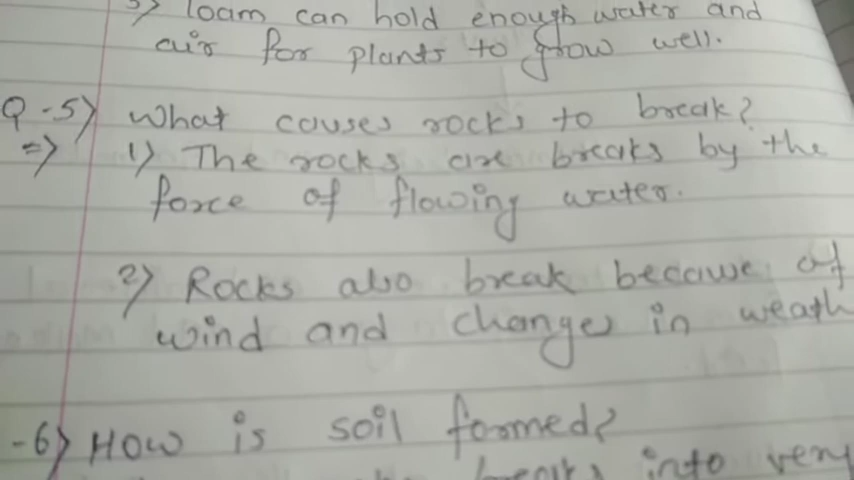 3) loam can hold enough water and
air for plants to grow well.
Q-5) What causes rocks to break?
=> 1) The rocks are breaks by the
force of flowing water.
2) Rocks also break because of
wind and changes in weath
-6) How is soil formed?
into very